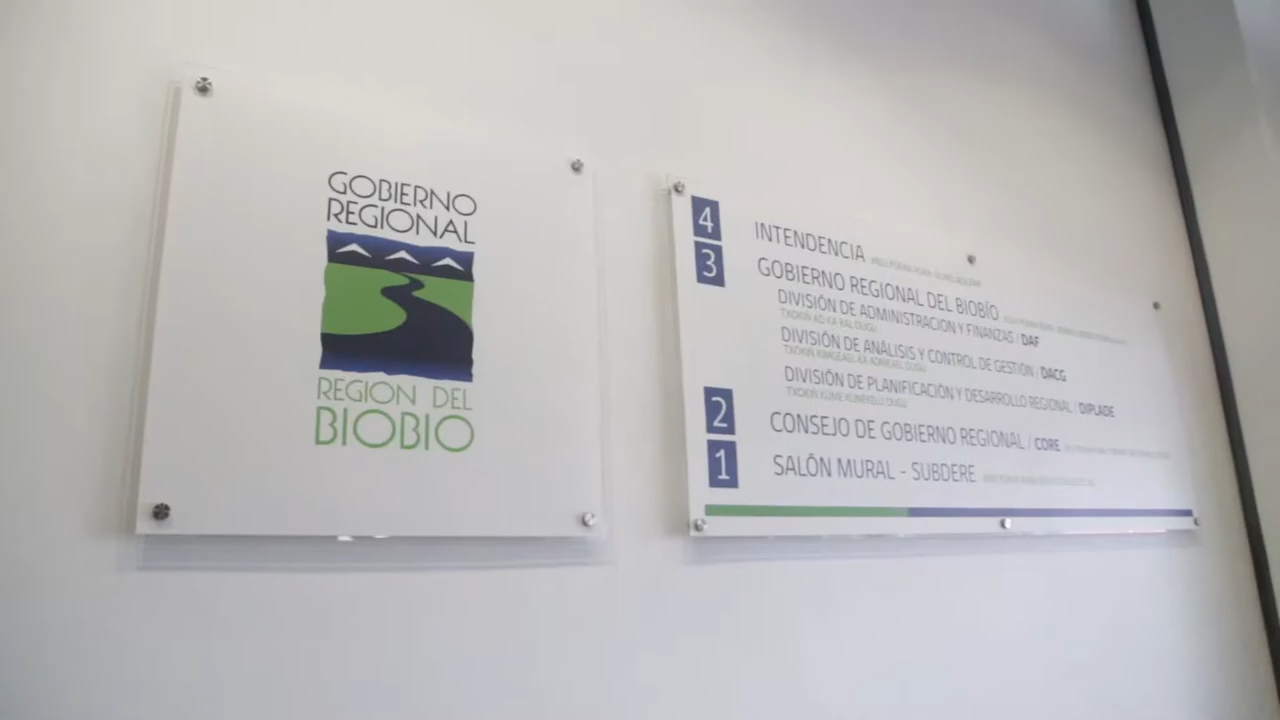 GOBIERNO
REGIONAL
REGION DEL
BIOBIO
4 INTENDENCIA
3 GOBIERNO REGIONAL DEL BIOBÍO
DIVISIÓN DE ADMINISTRACION Y FINANZAS / DAF
DIVISIÓN DE ANÁLISIS Y CONTROL DE GESTIÓN / DACG
DIVISIÓN DE PLANIFICACIÓN Y DESARROLLO REGIONAL / DIPLADE
2 CONSEJO DE GOBIERNO REGIONAL / CORE
1 SALÓN MURAL - SUBDERE